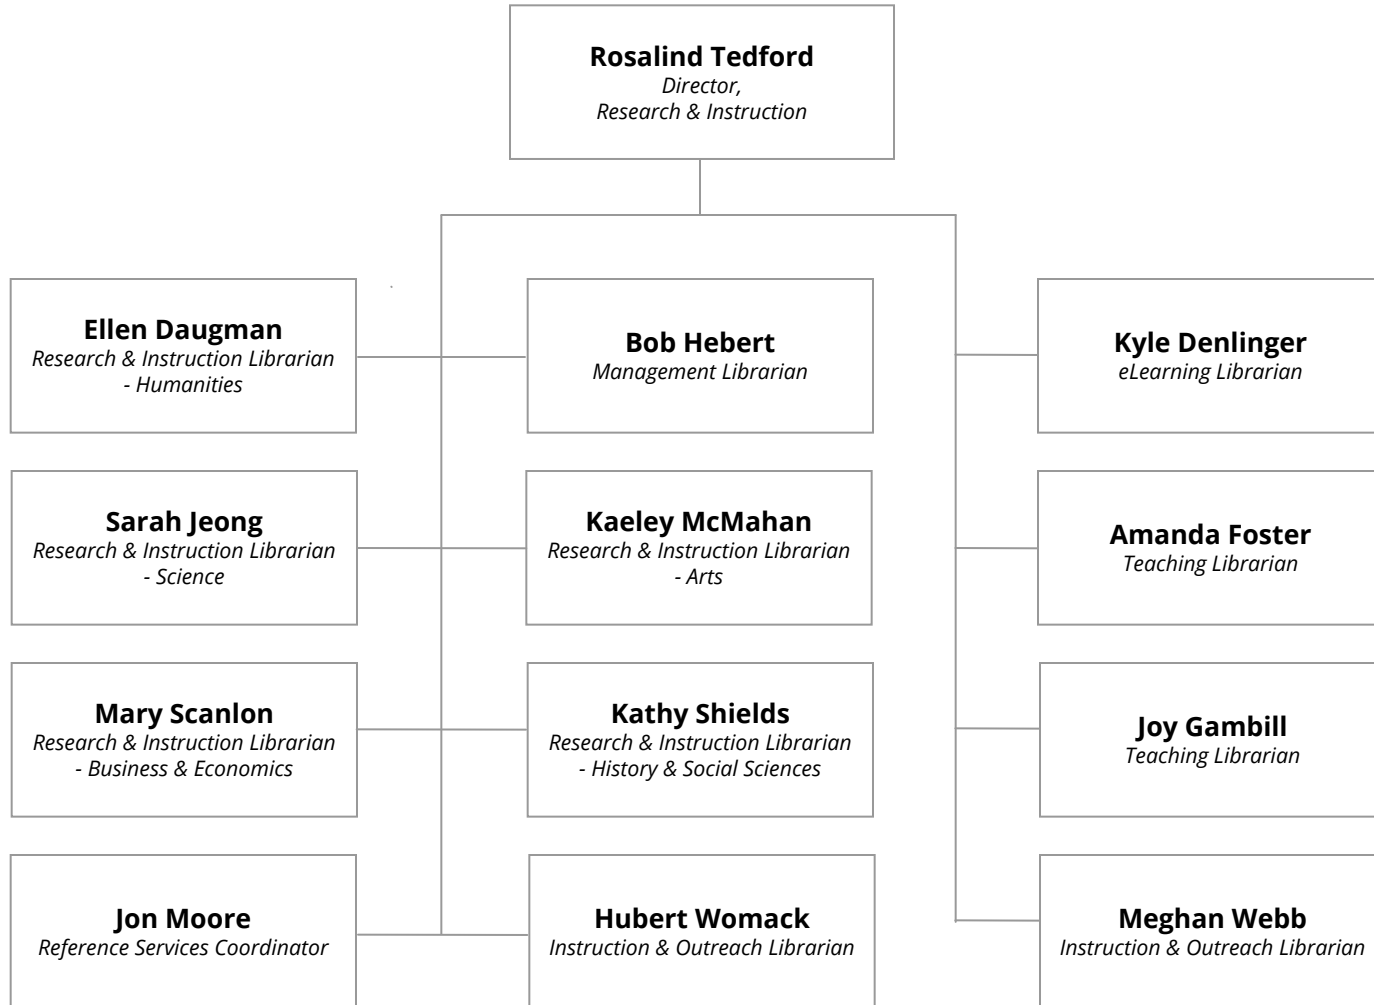 Rosalind Tedford
Director,
Research & Instruction
Ellen Daugman
Research & Instruction Librarian
- Humanities
Bob Hebert
Management Librarian
Kyle Denlinger
eLearning Librarian
Sarah Jeong
Research & Instruction Librarian
- Science
Kaeley McMahan
Research & Instruction Librarian
- Arts
Amanda Foster
Teaching Librarian
Mary Scanlon
Research & Instruction Librarian
- Business & Economics
Kathy Shields
Research & Instruction Librarian
- History & Social Sciences
Joy Gambill
Teaching Librarian
Jon Moore
Reference Services Coordinator
Hubert Womack
Instruction & Outreach Librarian
Meghan Webb
Instruction & Outreach Librarian